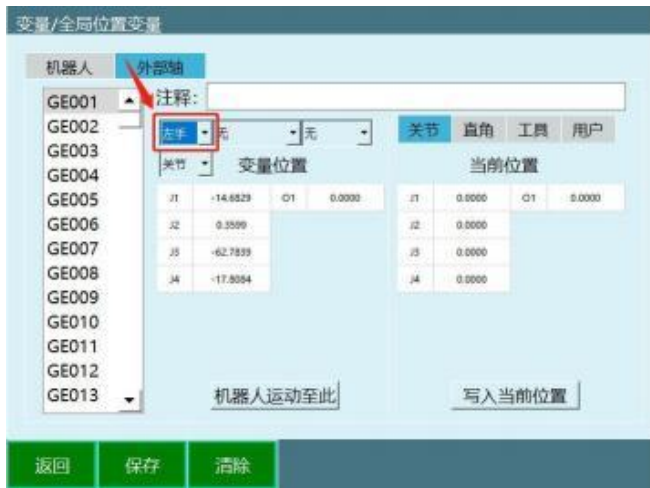 变量/全局位置变量
机器人 外部轴
GE001
GE002
GE003
GE004
GE005
GE006
GE007
GE008
GE009
GE010
GE011
GE012
GE013
注释:
左手 无 无
关节 变量位置
J1 -14.6829 O1 0.0000
J2 0.3599
J3 -62.7839
J4 -17.8084
关节 直角 工具 用户
当前位置
J1 0.0000 O1 0.0000
J2 0.0000
J3 0.0000
J4 0.0000
机器人运动至此 写入当前位置
返回 保存 清除